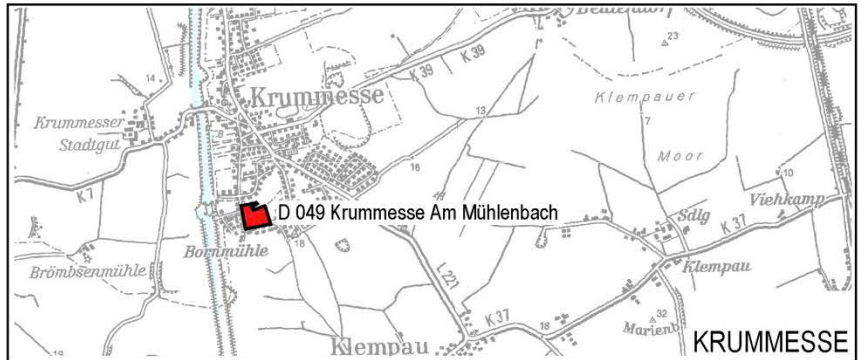 K 39
K 39
23
14
Krummesse
Klempauer
Krummesser
Stadtgut
8
13
7
Moor
16
10
K 7
Viehkamp
D 049 Krummesse Am Mühlenbach
Sdlg
K 37
18
Bornmühle
Brömbsenmühle
L 221
Klempau
K 37
18
32
Marienb
Klempau
KRUMMESSE